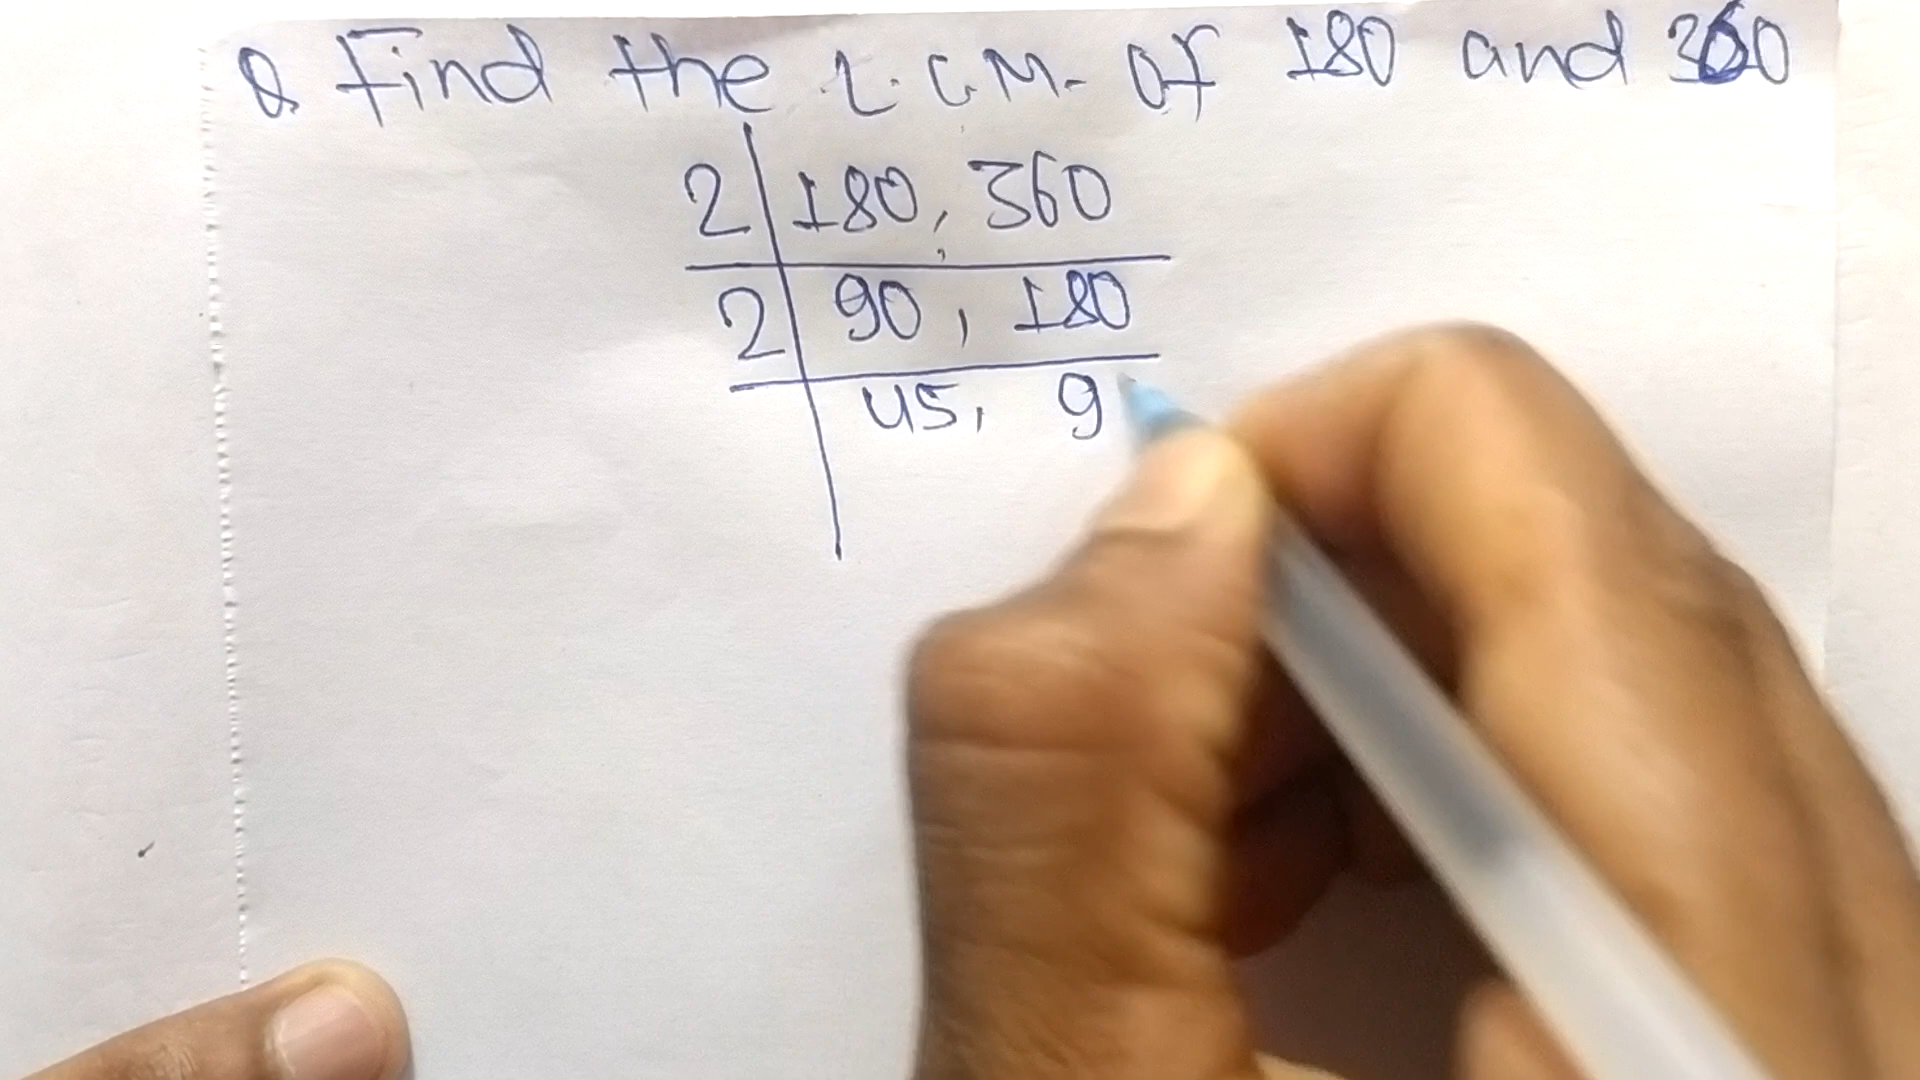 Q Find the L.C.M. Of 180 and 360
2 180, 360
2 90, 180
45, 9